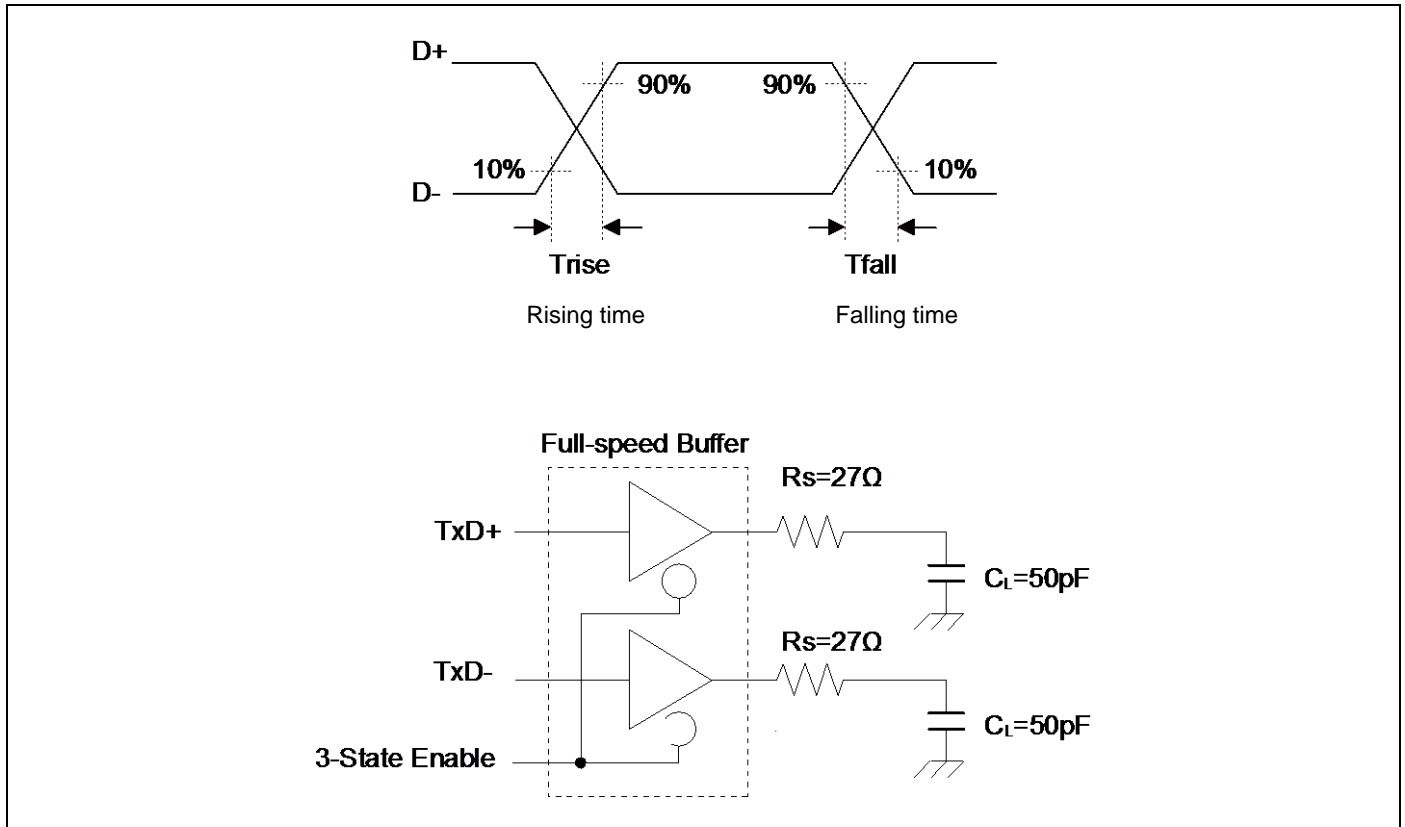 D+
90% 90%
10% 10%
D-
Trise Tfall
Rising time Falling time
Full-speed Buffer
Rs=27Ω
TxD+
CL=50pF
Rs=27Ω
TxD-
CL=50pF
3-State Enable